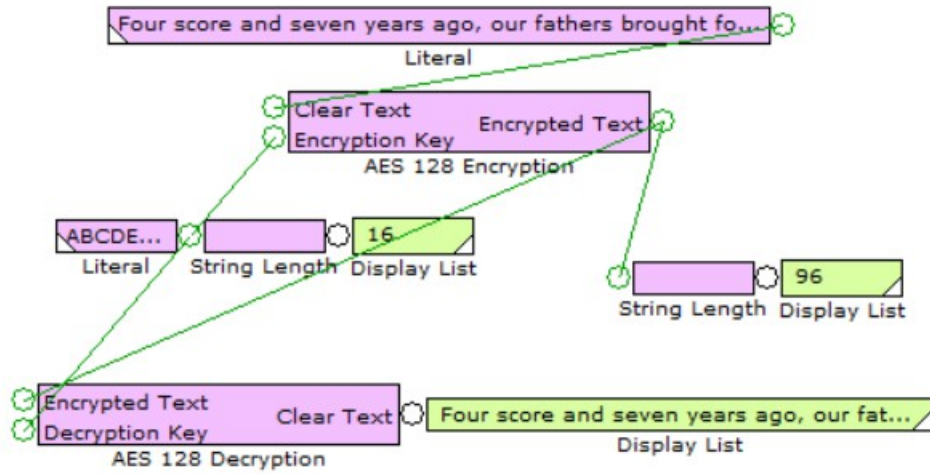 Four score and seven years ago, our fathers brought fo...
Literal
Clear Text
Encryption Key
Encrypted Text
AES 128 Encryption
ABCDE...
16
Literal
String Length
Display List
96
String Length
Display List
Encrypted Text
Decryption Key
Clear Text
Four score and seven years ago, our fat...
AES 128 Decryption
Display List